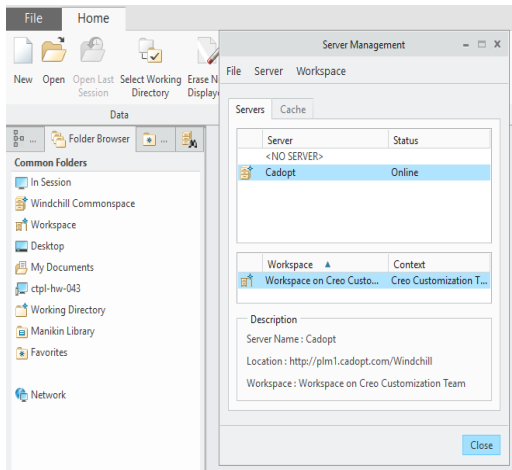 File Home
New Open Open Last Session Select Working Directory Erase N Display
Data
... Folder Browser ...
Common Folders
In Session
Windchill Commonspace
Workspace
Desktop
My Documents
ctpl-hw-043
Working Directory
Manikin Library
Favorites
Network
Server Management
File Server Workspace
Servers Cache
Server Status
<NO SERVER>
Cadopt Online
Workspace Context
Workspace on Creo Custo... Creo Customization T...
Description
Server Name : Cadopt
Location : http://plm1.cadopt.com/Windchill
Workspace : Workspace on Creo Customization Team
Close